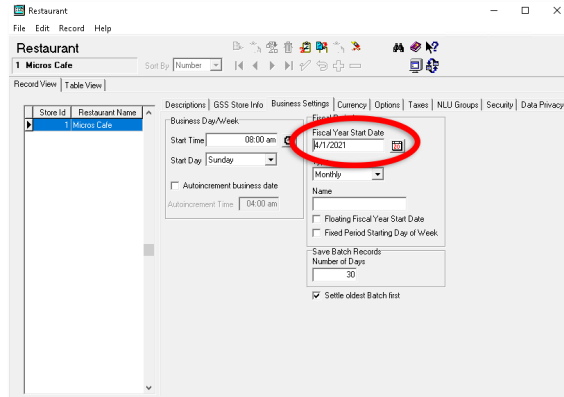 Restaurant
File Edit Record Help
Restaurant
1 Micros Cafe
Sort By Number
Record View Table View
Store Id Restaurant Name
1 Micros Cafe
Descriptions GSS Store Info Business Settings Currency Options Taxes NLU Groups Security Data Privacy
Business Day/Week
Start Time 08:00 am
Start Day Sunday
Autoincrement business date
Autoincrement Time 04:00 am
Fiscal Year Start Date
4/1/2021
Monthly
Name
Floating Fiscal Year Start Date
Fixed Period Starting Day of Week
Save Batch Records
Number of Days
30
Settle oldest Batch first